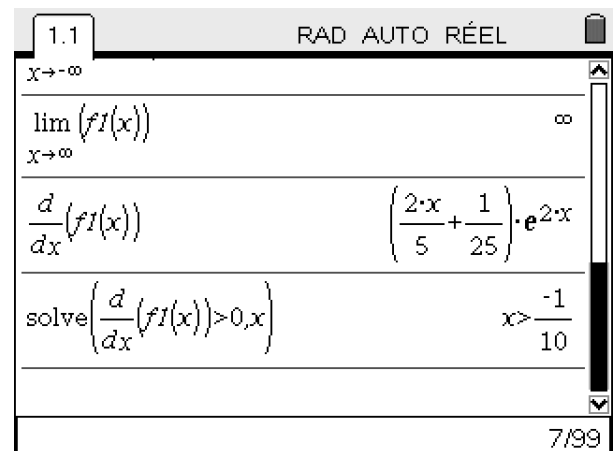 1.1 RAD AUTO RÉEL
x→-∞
lim (f1(x)) ∞
x→∞
d/dx(f1(x)) (2·x/5+1/25)·e^2·x
solve(d/dx(f1(x))>0,x) x>-1/10
7/99